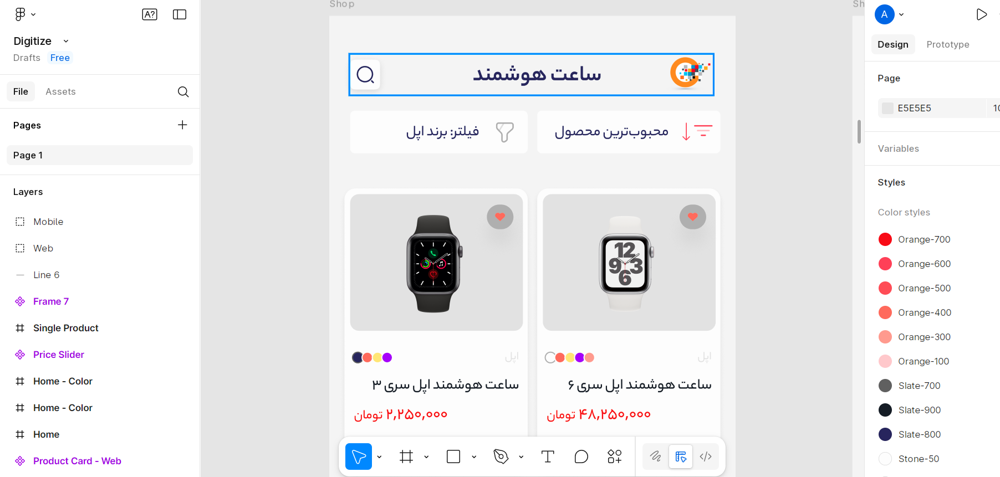 Digitize
Drafts Free
File Assets
Pages
Page 1
Layers
Mobile
Web
Line 6
Frame 7
Single Product
Price Slider
Home - Color
Home - Color
Home
Product Card - Web
Shop
ساعت هوشمند
محبوب‌ترین محصول
فیلتر: برند اپل
12
9 3
6
اپل
ساعت هوشمند اپل سری ۶
۴۸,۲۵۰,۰۰۰ تومان
اپل
ساعت هوشمند اپل سری ۳
۲,۲۵۰,۰۰۰ تومان
Sh
A
Design Prototype
Page
E5E5E5 10
Variables
Styles
Color styles
Orange-700
Orange-600
Orange-500
Orange-400
Orange-300
Orange-100
Slate-700
Slate-900
Slate-800
Stone-50